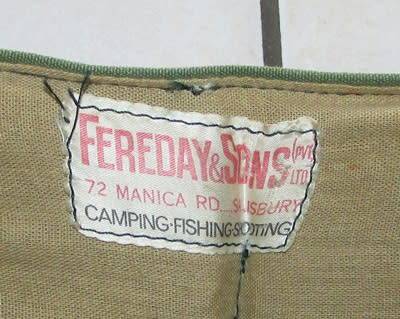 FEREDAY & SONS (PVT) LTD.
72 MANICA RD.... SALISBURY
CAMPING·FISHING·SHOOTING